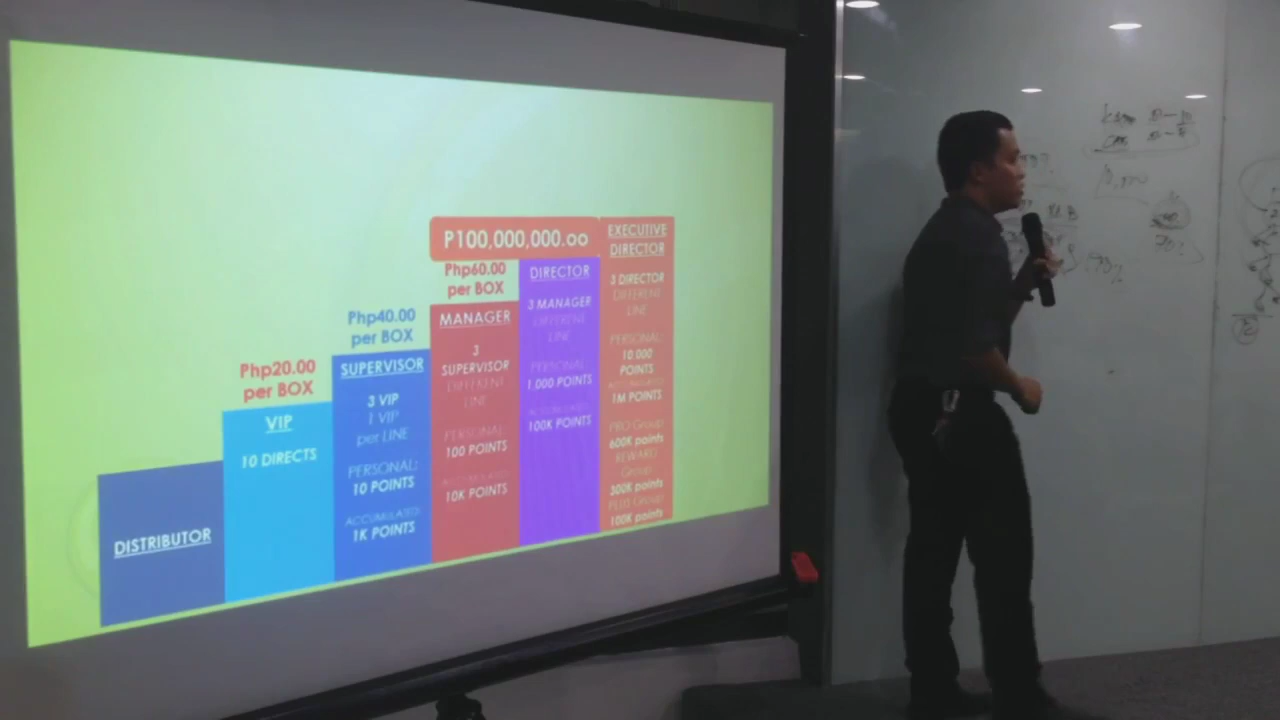 DISTRIBUTOR
Php20.00
per BOX
VIP
10 DIRECTS
Php40.00
per BOX
SUPERVISOR
3 VIP
1 VIP
per LINE
PERSONAL:
10 POINTS
ACCUMULATED:
1K POINTS
P100,000,000.00
Php60.00
per BOX
MANAGER
3
SUPERVISOR
DIFFERENT
LINE
PERSONAL:
100 POINTS
ACCUMULATED:
10K POINTS
DIRECTOR
3 MANAGER
DIFFERENT
LINE
PERSONAL:
1,000 POINTS
ACCUMULATED:
100K POINTS
EXECUTIVE
DIRECTOR
3 DIRECTOR
DIFFERENT
LINE
PERSONAL:
10 000
POINTS
ACCUMULATED:
1M POINTS
PRO Group
600K points
REWARD
Group
300K points
Group
100K points
10,000